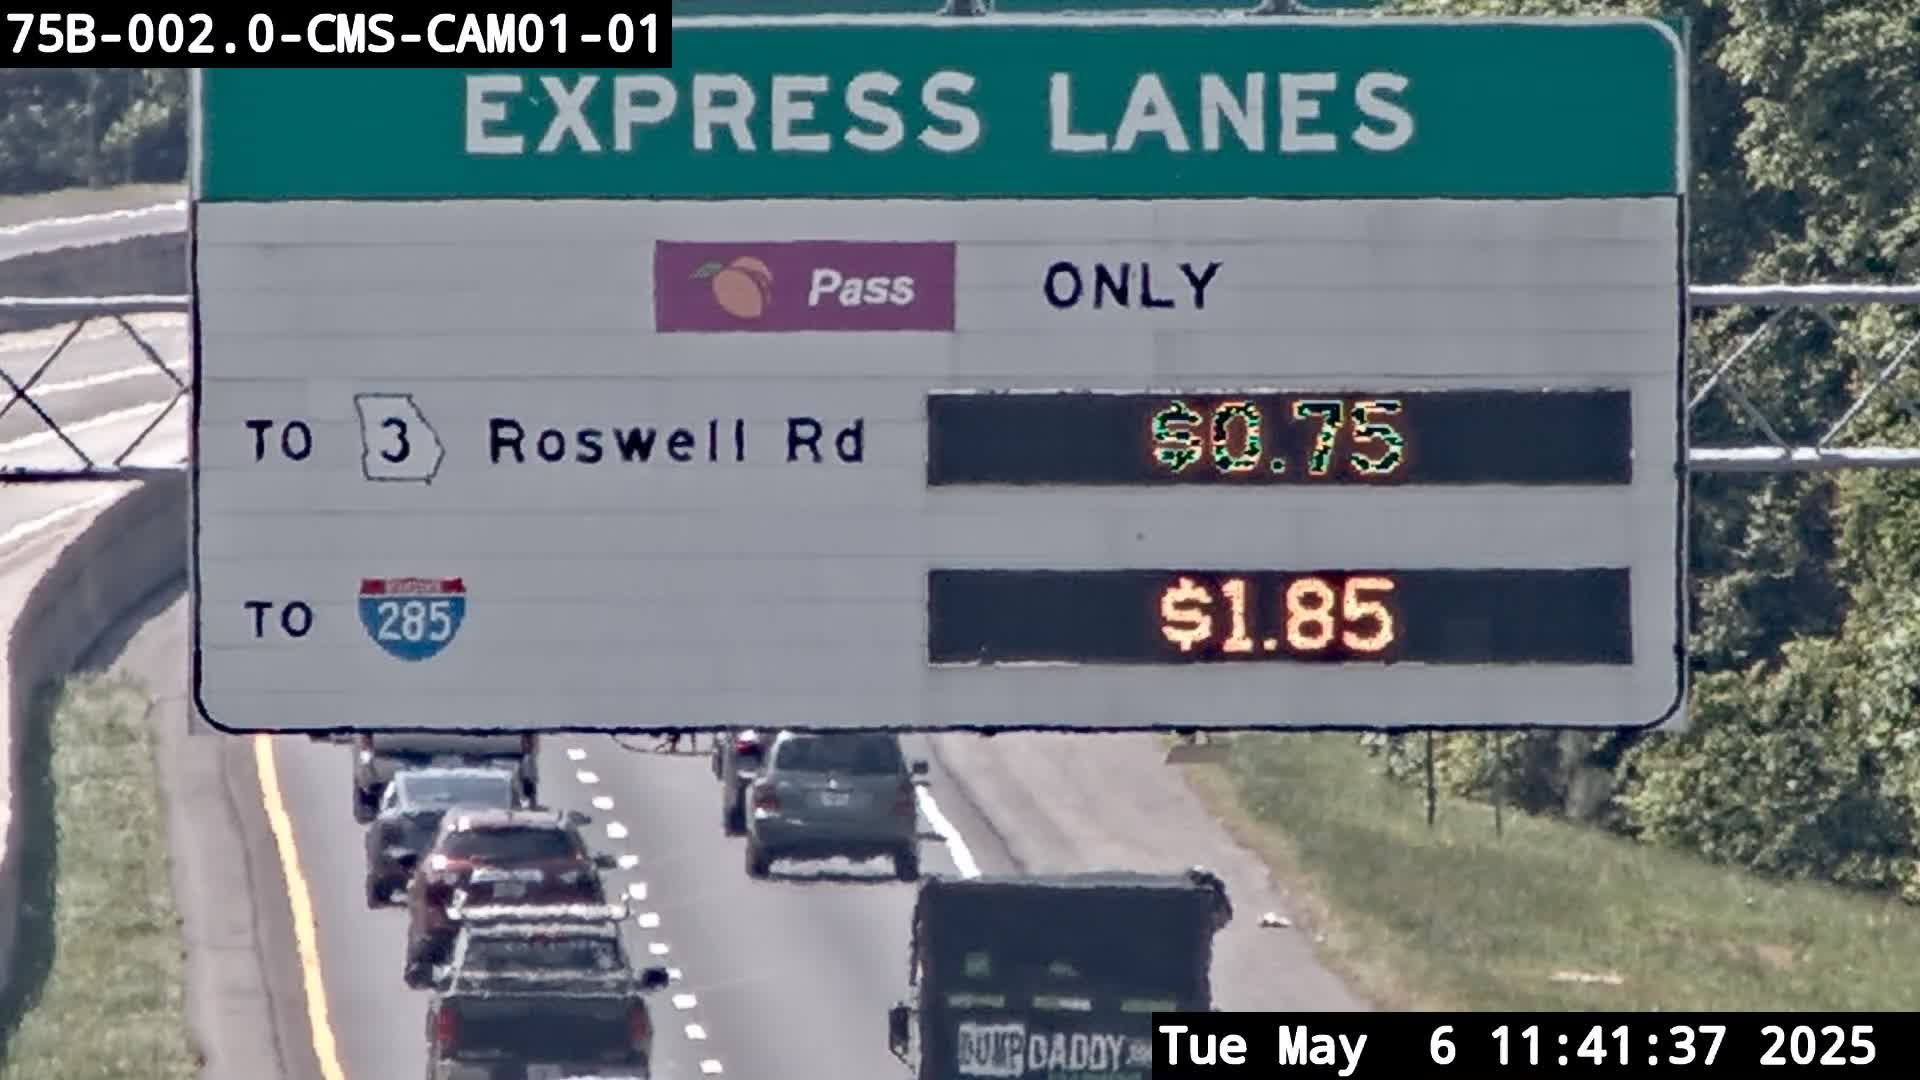 75B-002.0-CMS-CAM01-01
EXPRESS LANES
Pass ONLY
TO 3 Roswell Rd $0.75
TO 285 $1.85
DUMP DADDY
Tue May 6 11:41:37 2025